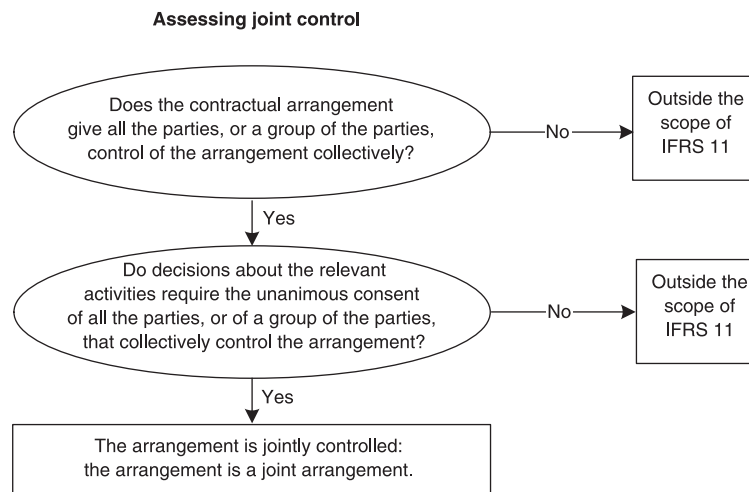 Assessing joint control
Does the contractual arrangement
give all the parties, or a group of the parties,
control of the arrangement collectively?
No
Outside the
scope of
IFRS 11
Yes
Do decisions about the relevant
activities require the unanimous consent
of all the parties, or of a group of the parties,
that collectively control the arrangement?
No
Outside the
scope of
IFRS 11
Yes
The arrangement is jointly controlled:
the arrangement is a joint arrangement.